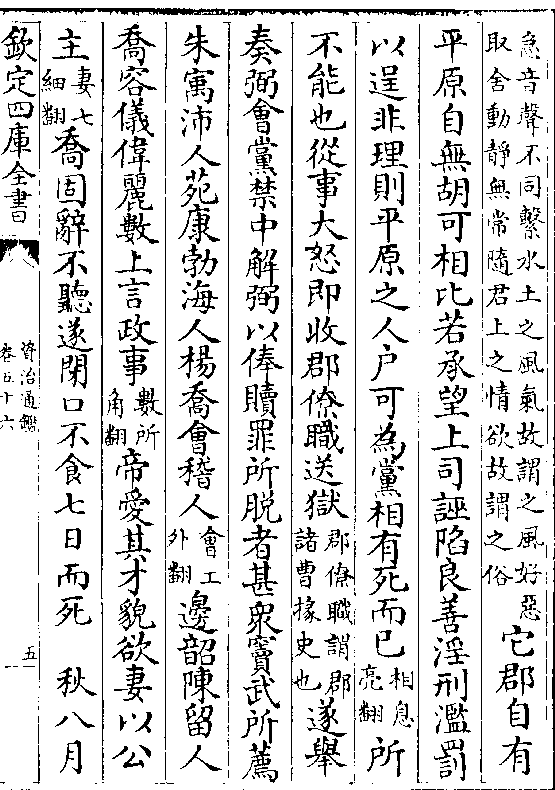 急音聲不同繫水土之風氣故謂之風好惡取舍動靜無常隨君上之情欲故謂之俗它郡自有
平原自無胡可相比若承望上司誣陷良善淫刑濫罰
以逞非理則平原之人户可為黨相有死而已相息亮翻所
不能也從事大怒即收郡僚職送獄郡僚職謂郡諸曹掾史也遂舉
奏弼會黨禁中解弼以俸贖罪所脱者甚衆竇武所薦
朱寓沛人苑康勃海人楊喬會稽人會工外翻邊韶陳留人
喬容儀偉麗數上言政事數所角翻帝愛其才貌欲妻以公
主妻七細翻喬固辭不聽遂閉口不食七日而死 秋八月
欽定四庫全書
資治通鑑
卷五十六
五